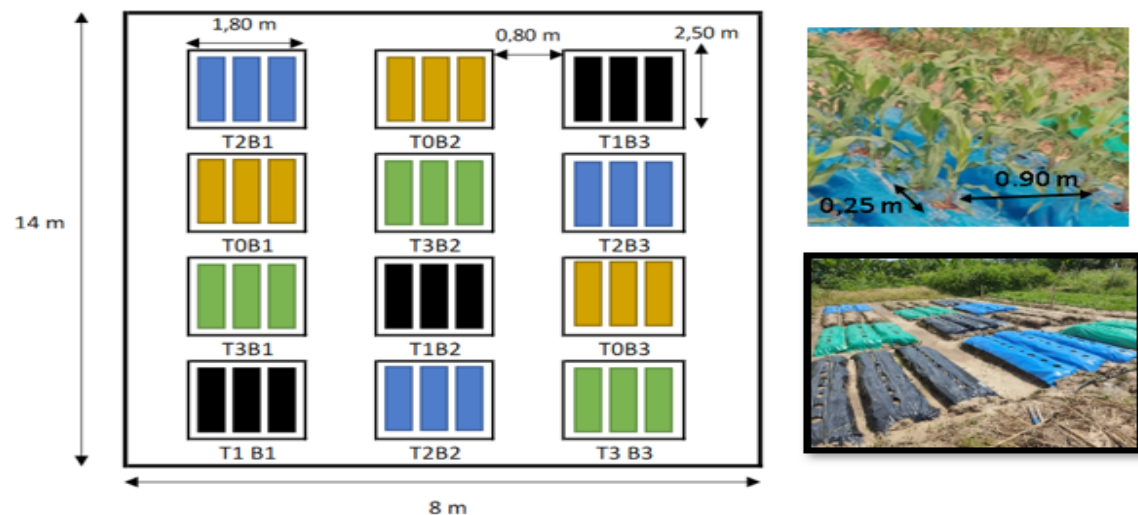 1,80 m
0,80 m
2,50 m
T2B1
T0B2
T1B3
0.90 m
0,25 m
14 m
T0B1
T3B2
T2B3
T3B1
T1B2
T0B3
T1 B1
T2B2
T3 B3
8 m